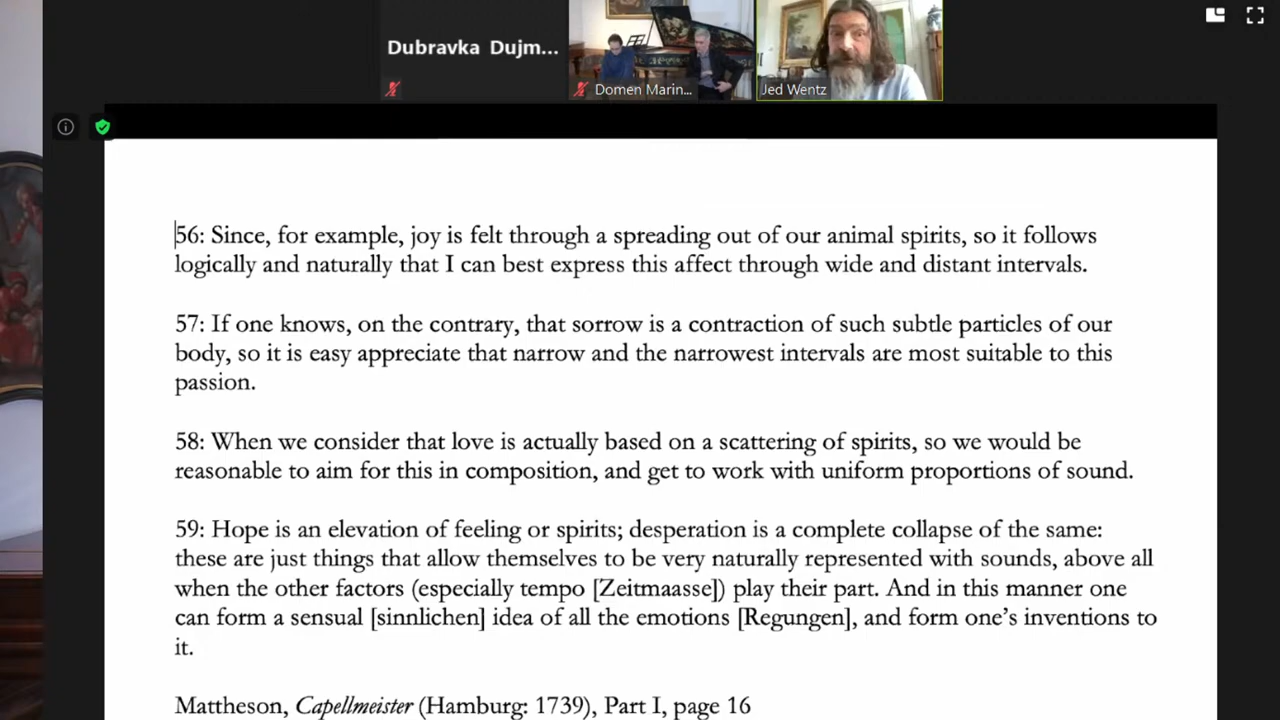 Dubravka Dujm...
Domen Marin...
Jed Wentz
56: Since, for example, joy is felt through a spreading out of our animal spirits, so it follows
logically and naturally that I can best express this affect through wide and distant intervals.
57: If one knows, on the contrary, that sorrow is a contraction of such subtle particles of our
body, so it is easy appreciate that narrow and the narrowest intervals are most suitable to this
passion.
58: When we consider that love is actually based on a scattering of spirits, so we would be
reasonable to aim for this in composition, and get to work with uniform proportions of sound.
59: Hope is an elevation of feeling or spirits; desperation is a complete collapse of the same:
these are just things that allow themselves to be very naturally represented with sounds, above all
when the other factors (especially tempo [Zeitmaasse]) play their part. And in this manner one
can form a sensual [sinnlichen] idea of all the emotions [Regungen], and form one's inventions to
it.
Mattheson, Capellmeister (Hamburg: 1739), Part I, page 16